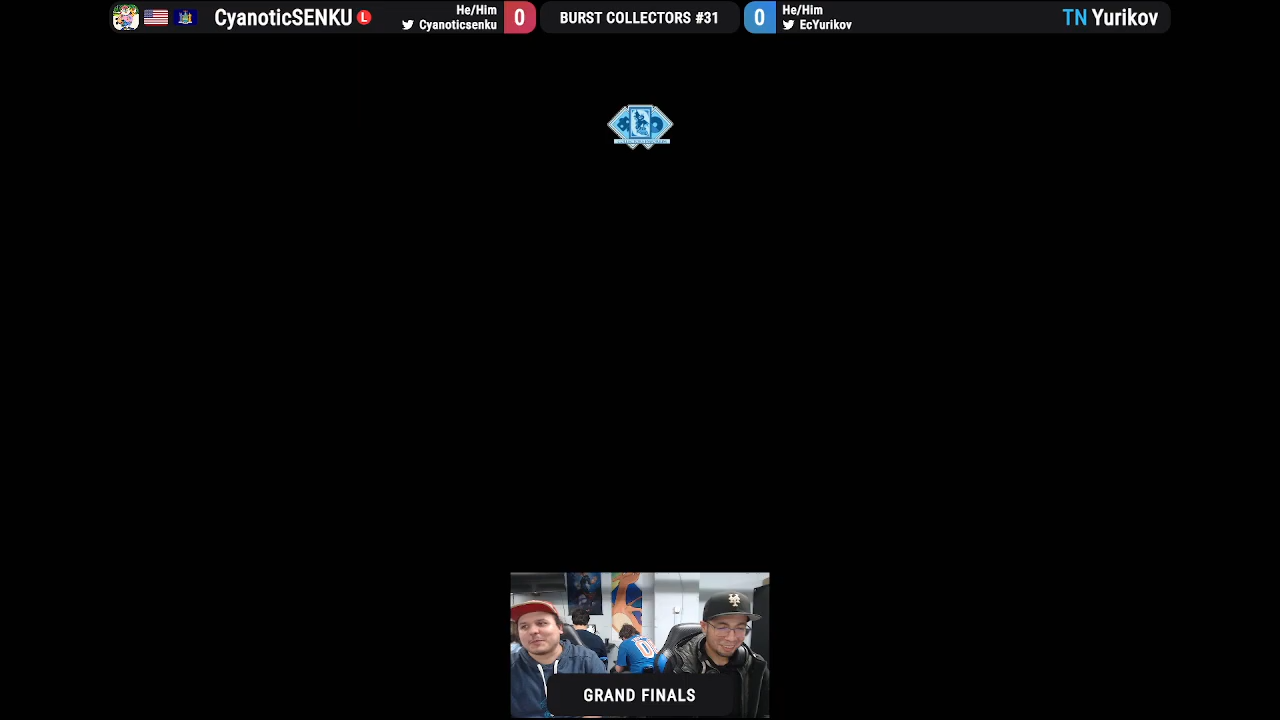 CyanoticSENKU L
He/Him
Cyanoticsenku
0
BURST COLLECTORS #31
0
He/Him
EcYurikov
TN Yurikov
GRAND FINALS